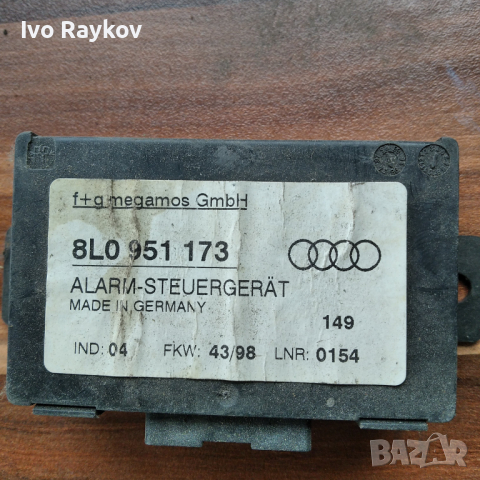 Ivo Raykov
f+g megamos GmbH
8L0 951 173
ALARM-STEUERGERÄT
MADE IN GERMANY
149
IND: 04 FKW: 43/98 LNR: 0154
BAZAR